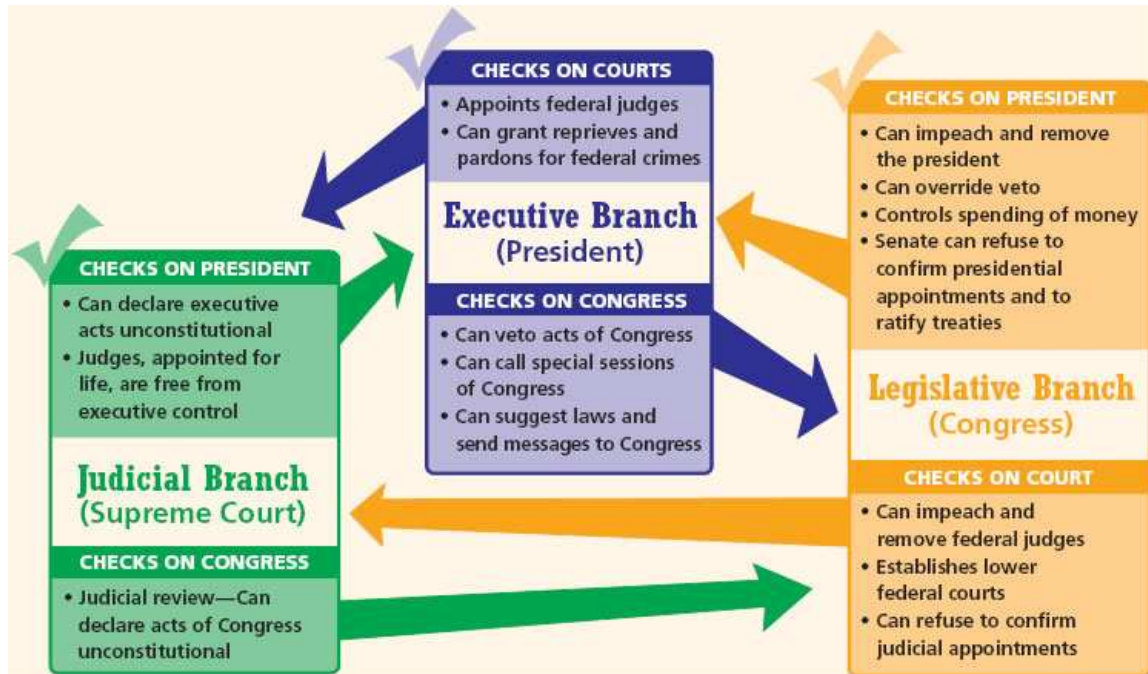 CHECKS ON COURTS
• Appoints federal judges
• Can grant reprieves and
pardons for federal crimes
Executive Branch
(President)
CHECKS ON CONGRESS
• Can veto acts of Congress
• Can call special sessions
of Congress
• Can suggest laws and
send messages to Congress
CHECKS ON PRESIDENT
• Can declare executive
acts unconstitutional
• Judges, appointed for
life, are free from
executive control
Judicial Branch
(Supreme Court)
CHECKS ON CONGRESS
• Judicial review—Can
declare acts of Congress
unconstitutional
CHECKS ON PRESIDENT
• Can impeach and remove
the president
• Can override veto
• Controls spending of money
• Senate can refuse to
confirm presidential
appointments and to
ratify treaties
Legislative Branch
(Congress)
CHECKS ON COURT
• Can impeach and
remove federal judges
• Establishes lower
federal courts
• Can refuse to confirm
judicial appointments